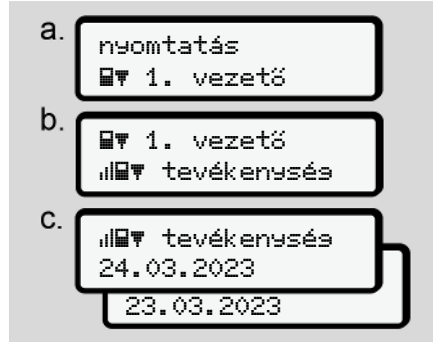 a.
nyomtatás
1. vezető
b.
1. vezető
tevékenység
c.
tevékenység
24.03.2023
23.03.2023